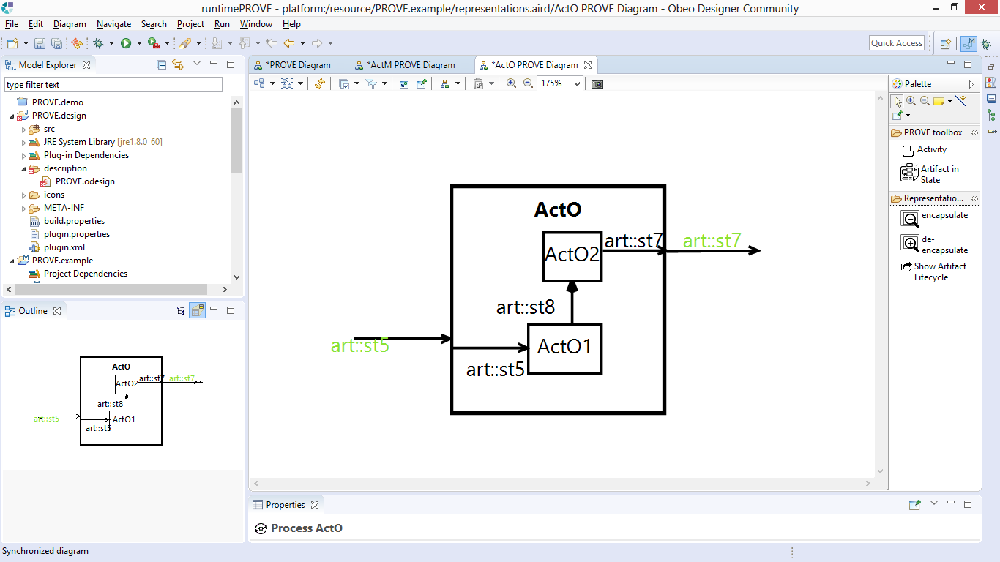 runtimePROVE - platform:/resource/PROVE.example/representations.aird/ActO PROVE Diagram - Obeo Designer Community
File Edit Diagram Navigate Search Project Run Window Help
Quick Access
Model Explorer
type filter text
PROVE.demo
PROVE.design
src
JRE System Library [jre1.8.0_60]
Plug-in Dependencies
description
PROVE.odesign
icons
META-INF
build.properties
plugin.properties
plugin.xml
PROVE.example
Project Dependencies
Outline
ActO
ActO2
art::st7
art::st7
art::st8
art::st5
ActO1
art::st5
*PROVE Diagram
*ActM PROVE Diagram
*ActO PROVE Diagram
175%
ActO
ActO2
art::st7
art::st7
art::st8
art::st5
ActO1
art::st5
Palette
PROVE toolbox
Activity
Artifact in
State
Representatio...
encapsulate
de-
encapsulate
Show Artifact
Lifecycle
Properties
Process ActO
Synchronized diagram